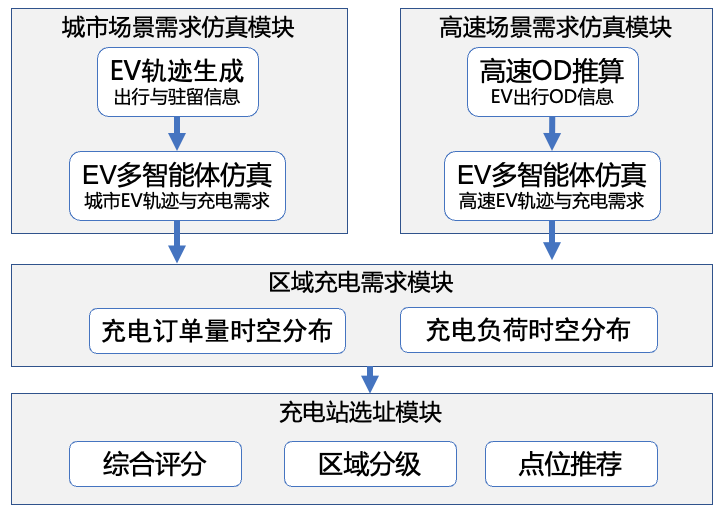 城市场景需求仿真模块
EV轨迹生成
出行与驻留信息
EV多智能体仿真
城市EV轨迹与充电需求
高速场景需求仿真模块
高速OD推算
EV出行OD信息
EV多智能体仿真
高速EV轨迹与充电需求
区域充电需求模块
充电订单量时空分布
充电负荷时空分布
充电站选址模块
综合评分
区域分级
点位推荐